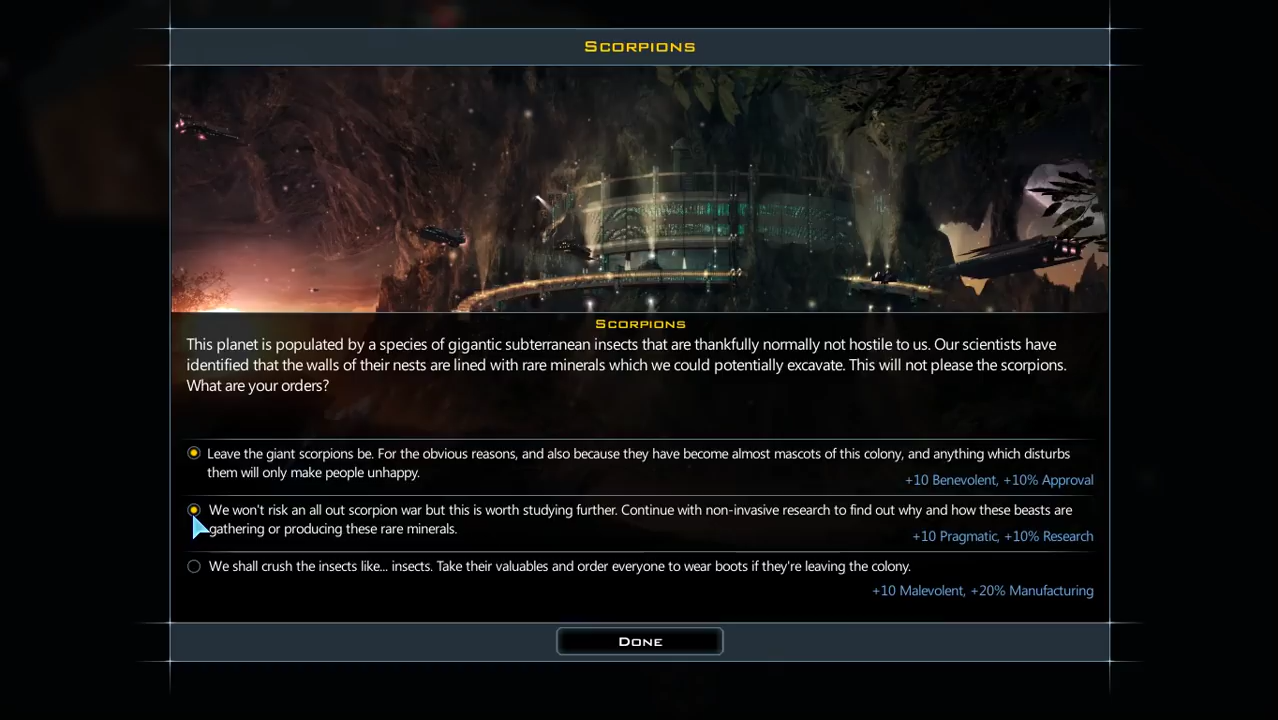 Scorpions
Scorpions
This planet is populated by a species of gigantic subterranean insects that are thankfully normally not hostile to us. Our scientists have
identified that the walls of their nests are lined with rare minerals which we could potentially excavate. This will not please the scorpions.
What are your orders?
Leave the giant scorpions be. For the obvious reasons, and also because they have become almost mascots of this colony, and anything which disturbs
them will only make people unhappy.
+10 Benevolent, +10% Approval
We won't risk an all out scorpion war but this is worth studying further. Continue with non-invasive research to find out why and how these beasts are
gathering or producing these rare minerals.
+10 Pragmatic, +10% Research
We shall crush the insects like... insects. Take their valuables and order everyone to wear boots if they're leaving the colony.
+10 Malevolent, +20% Manufacturing
Done